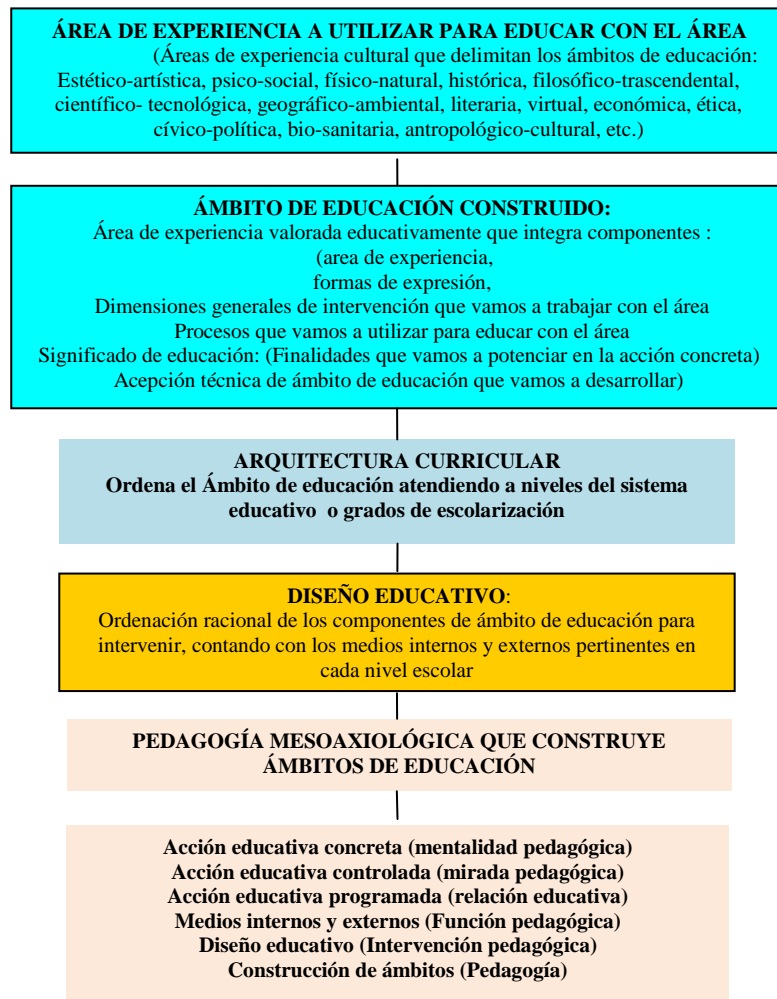 ÁREA DE EXPERIENCIA A UTILIZAR PARA EDUCAR CON EL ÁREA
(Áreas de experiencia cultural que delimitan los ámbitos de educación:
Estético-artística, psico-social, físico-natural, histórica, filosófico-trascendental,
científico- tecnológica, geográfico-ambiental, literaria, virtual, económica, ética,
cívico-política, bio-sanitaria, antropológico-cultural, etc.)
ÁMBITO DE EDUCACIÓN CONSTRUIDO:
Área de experiencia valorada educativamente que integra componentes :
(area de experiencia,
formas de expresión,
Dimensiones generales de intervención que vamos a trabajar con el área
Procesos que vamos a utilizar para educar con el área
Significado de educación: (Finalidades que vamos a potenciar en la acción concreta)
Acepción técnica de ámbito de educación que vamos a desarrollar)
ARQUITECTURA CURRICULAR
Ordena el Ámbito de educación atendiendo a niveles del sistema
educativo o grados de escolarización
DISEÑO EDUCATIVO:
Ordenación racional de los componentes de ámbito de educación para
intervenir, contando con los medios internos y externos pertinentes en
cada nivel escolar
PEDAGOGÍA MESOAXIOLÓGICA QUE CONSTRUYE
ÁMBITOS DE EDUCACIÓN
Acción educativa concreta (mentalidad pedagógica)
Acción educativa controlada (mirada pedagógica)
Acción educativa programada (relación educativa)
Medios internos y externos (Función pedagógica)
Diseño educativo (Intervención pedagógica)
Construcción de ámbitos (Pedagogía)